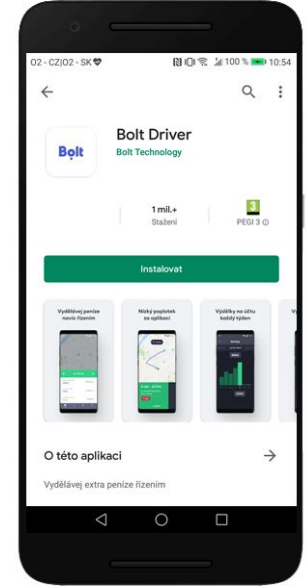 O2 - CZ|O2 - SK 100 % 10:54
Bolt
Bolt Driver
Bolt Technology
1 mil.+
Stažení
3
PEGI 3
Instalovat
Vydělávej peníze
navíc řízením
Nízký poplatek
za aplikaci
Výdělky na účtu
každý týden
O této aplikaci
Vydělávej extra peníze řízením